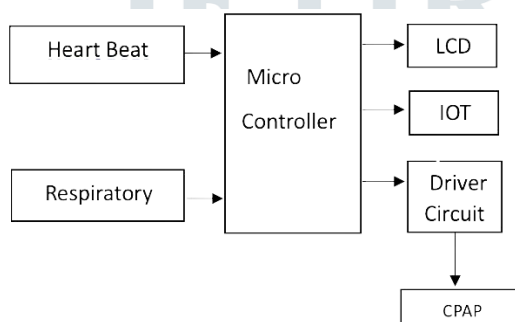 Heart Beat
Respiratory
Micro
Controller
LCD
IOT
Driver
Circuit
CPAP